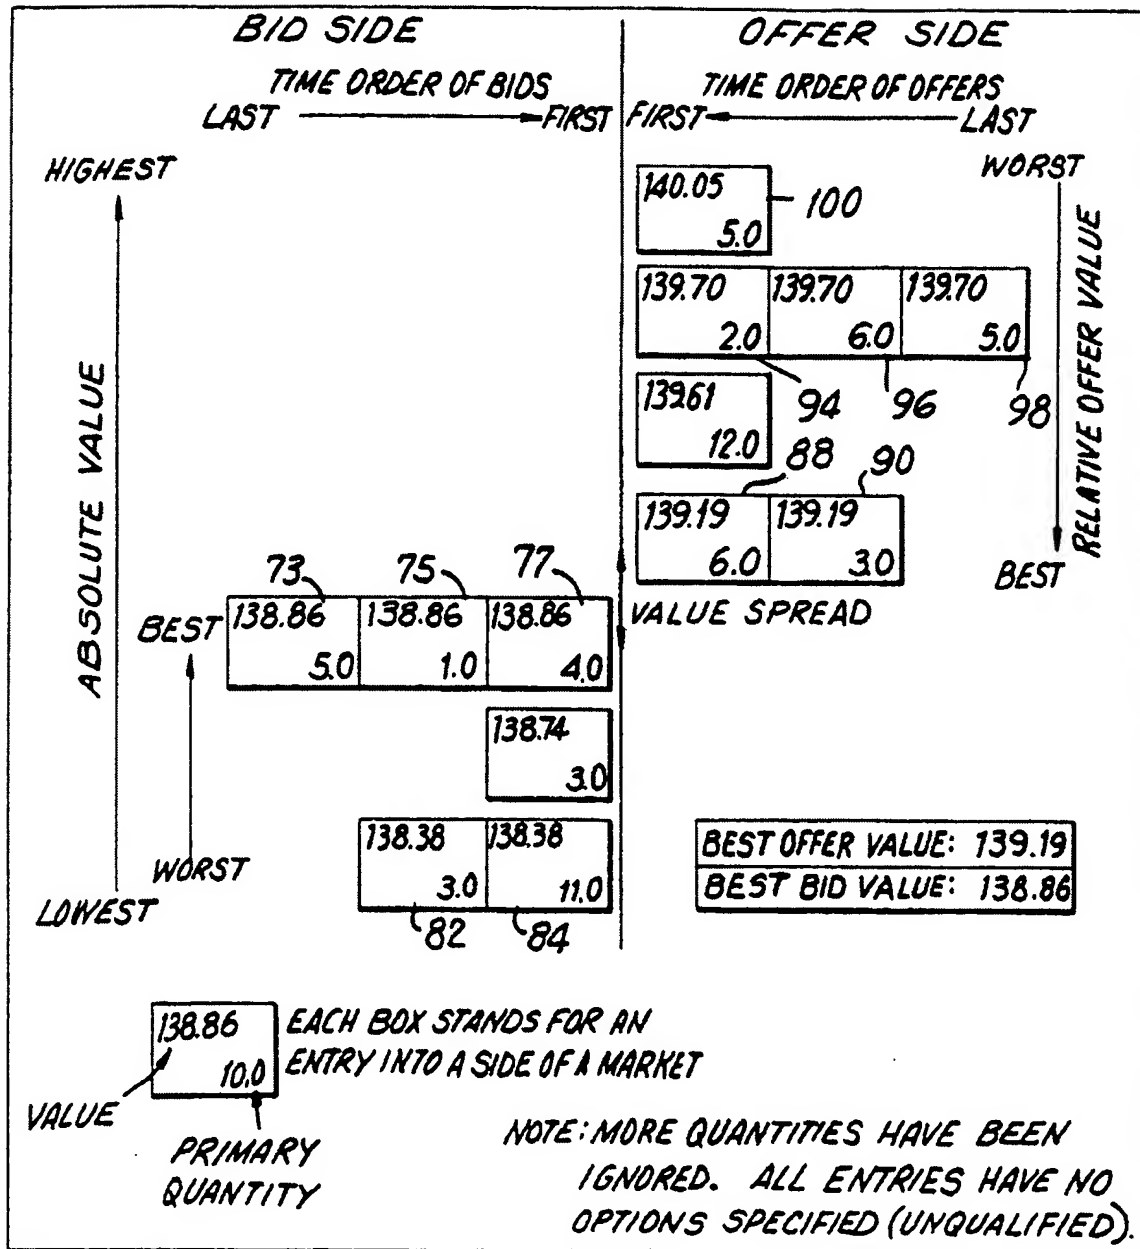 BID SIDE
OFFER SIDE
TIME ORDER OF BIDS
LAST FIRST
TIME ORDER OF OFFERS
FIRST LAST
HIGHEST
WORST
140.05
5.0
100
139.70 139.70 139.70
2.0 6.0 5.0
94 96 98
139.61
12.0
88 90
139.19 139.19
6.0 3.0
BEST
RELATIVE OFFER VALUE
ABSOLUTE VALUE
VALUE SPREAD
73 75 77
BEST
138.86 138.86 138.86
5.0 1.0 4.0
138.74
3.0
138.38 138.38
3.0 11.0
82 84
WORST
LOWEST
BEST OFFER VALUE: 139.19
BEST BID VALUE: 138.86
138.86
10.0
EACH BOX STANDS FOR AN
ENTRY INTO A SIDE OF A MARKET
VALUE
PRIMARY
QUANTITY
NOTE: MORE QUANTITIES HAVE BEEN
IGNORED. ALL ENTRIES HAVE NO
OPTIONS SPECIFIED (UNQUALIFIED).